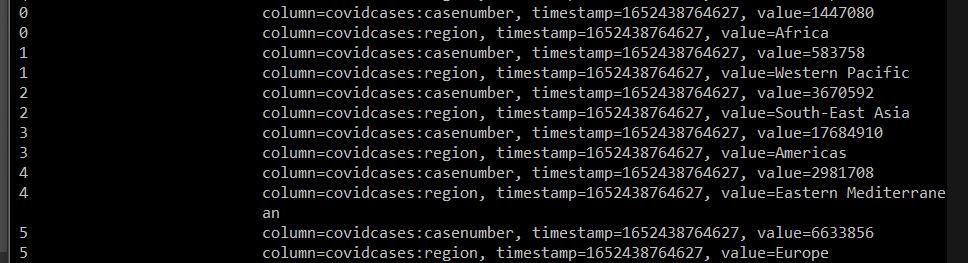 0 column=covidcases:casenumber, timestamp=1652438764627, value=1447080
0 column=covidcases:region, timestamp=1652438764627, value=Africa
1 column=covidcases:casenumber, timestamp=1652438764627, value=583758
1 column=covidcases:region, timestamp=1652438764627, value=Western Pacific
2 column=covidcases:casenumber, timestamp=1652438764627, value=3670592
2 column=covidcases:region, timestamp=1652438764627, value=South-East Asia
3 column=covidcases:casenumber, timestamp=1652438764627, value=17684910
3 column=covidcases:region, timestamp=1652438764627, value=Americas
4 column=covidcases:casenumber, timestamp=1652438764627, value=2981708
4 column=covidcases:region, timestamp=1652438764627, value=Eastern Mediterrane
an
5 column=covidcases:casenumber, timestamp=1652438764627, value=6633856
5 column=covidcases:region, timestamp=1652438764627, value=Europe